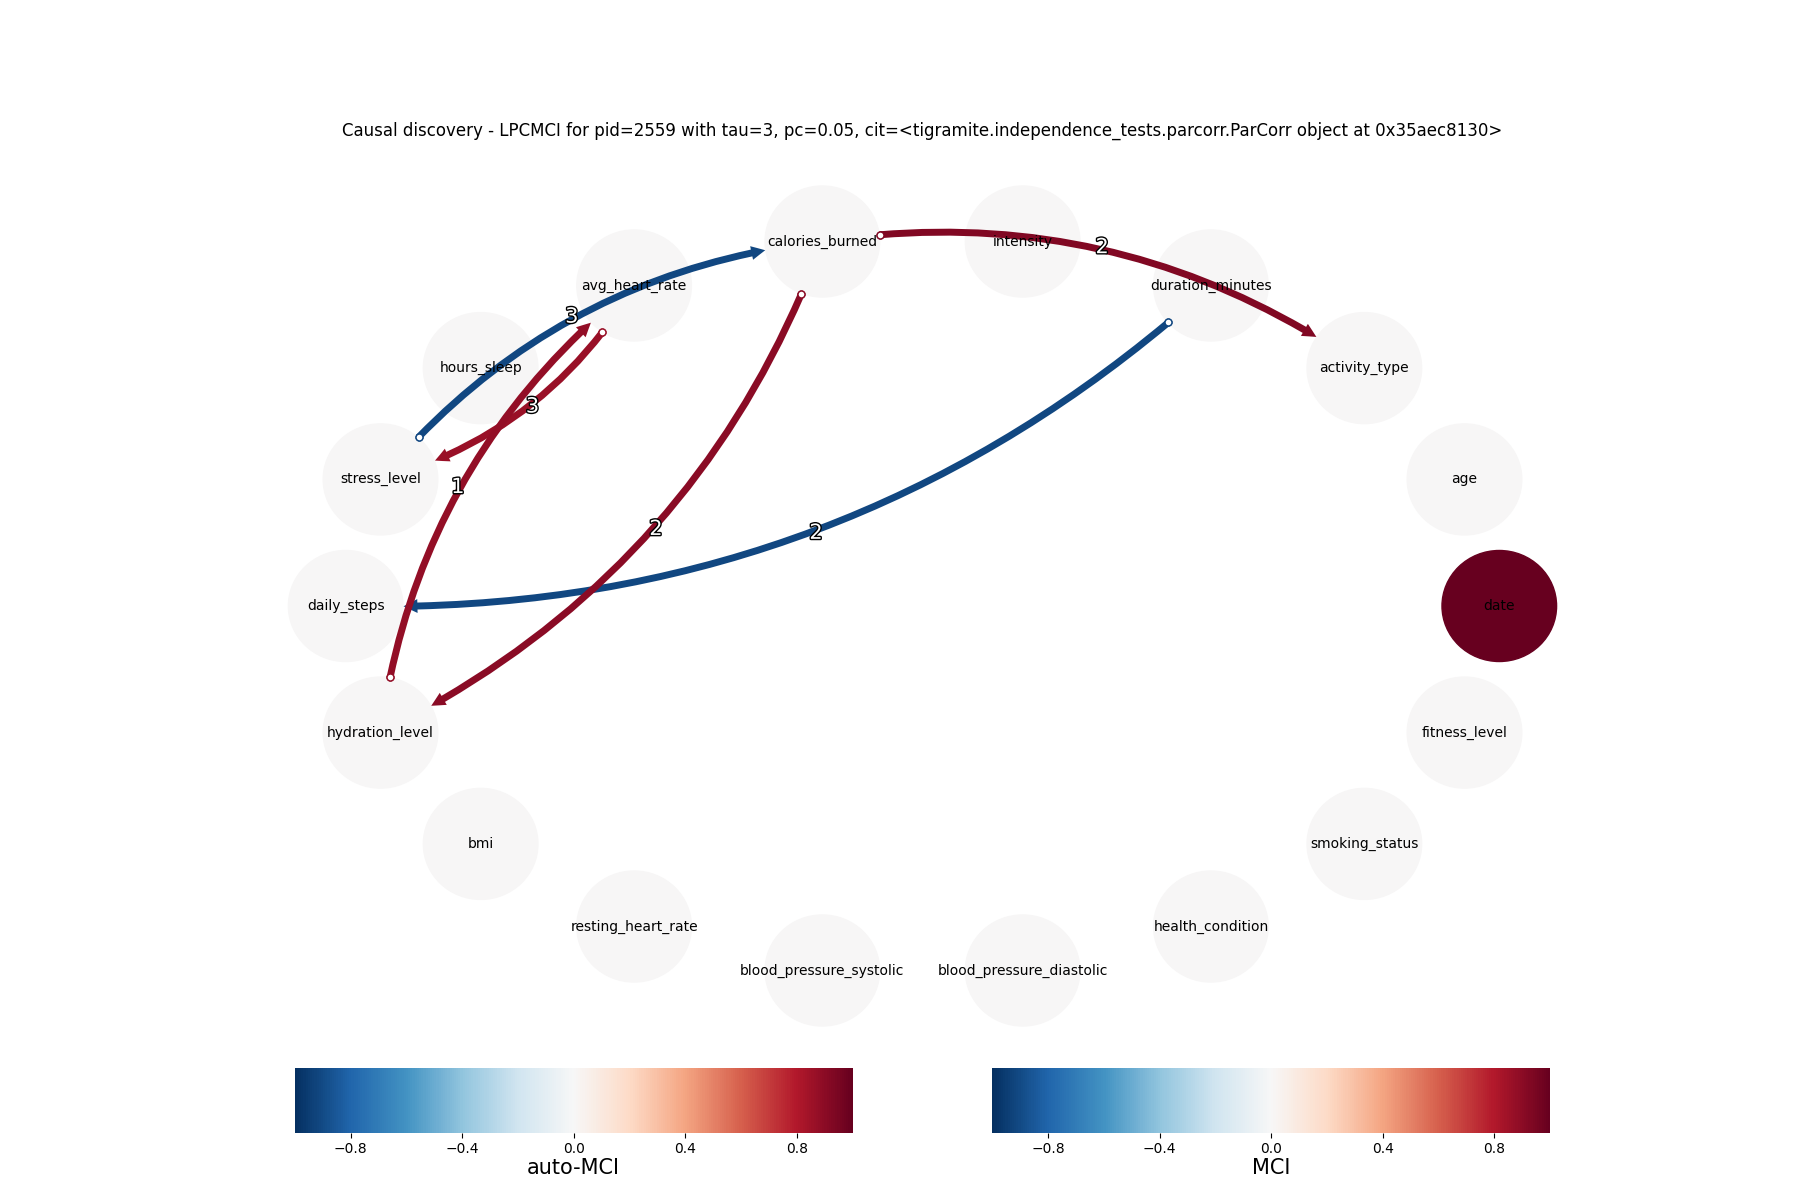 Causal discovery - LPCMCI for pid=2559 with tau=3, pc=0.05, cit=<tigramite.independence_tests.parcorr.ParCorr object at 0x35aec8130>
calories_burned
intensity
2
avg_heart_rate
duration_minutes
3
hours_sleep
activity_type
3
stress_level
1
age
2
2
daily_steps
date
hydration_level
fitness_level
bmi
smoking_status
resting_heart_rate
health_condition
blood_pressure_systolic
blood_pressure_diastolic
−0.8 −0.4 0.0 0.4 0.8
auto-MCI
−0.8 −0.4 0.0 0.4 0.8
MCI